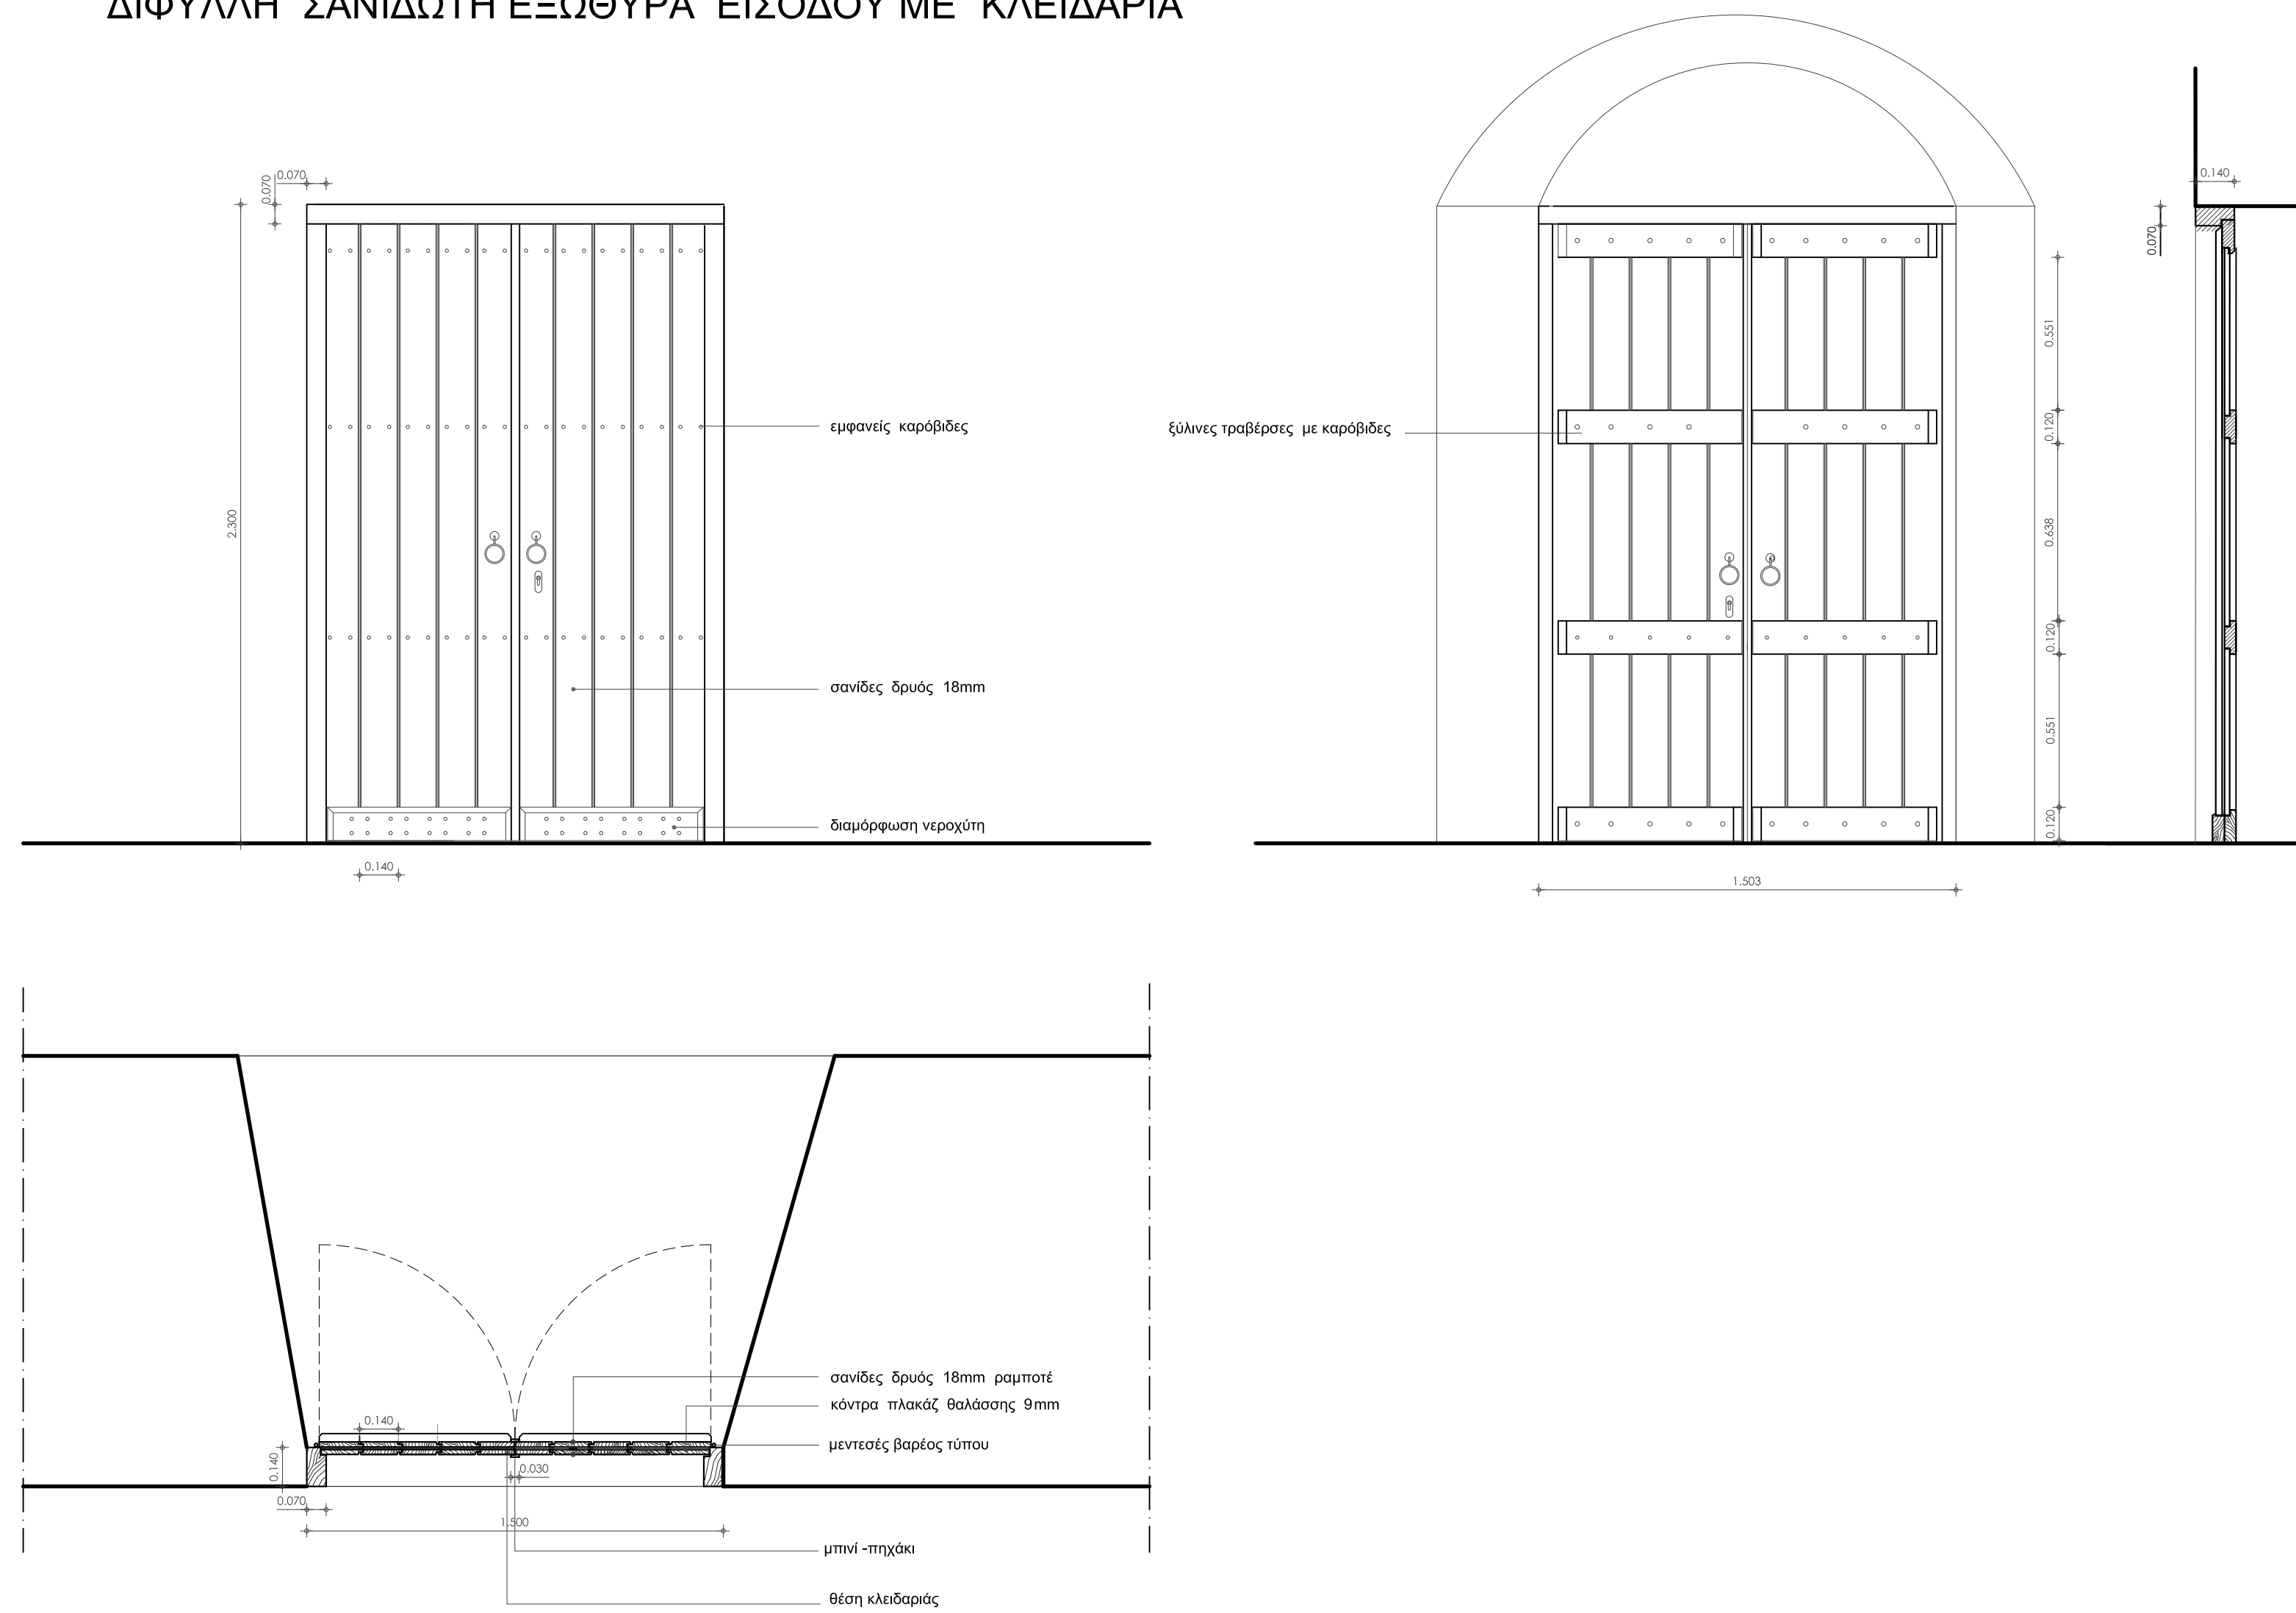 ΔΙΦΥΛΛΗ ΣΑΝΙΔΩΤΗ ΕΞΩΘΥΡΑ ΕΙΣΟΔΟΥ ΜΕ ΚΛΕΙΔΑΡΙΑ
0.070
0.070
2.300
εμφανείς καρόβιδες
σανίδες δρυός 18mm
διαμόρφωση νεροχύτη
0.140
ξύλινες τραβέρσες με καρόβιδες
0.551
0.120
0.638
0.120
0.551
0.120
1.503
0.140
0.070
σανίδες δρυός 18mm ραμποτέ
κόντρα πλακάζ θαλάσσης 9mm
μεντεσές βαρέος τύπου
0.140
0.140
0.030
0.070
1.500
μπινί -πηχάκι
θέση κλειδαριάς